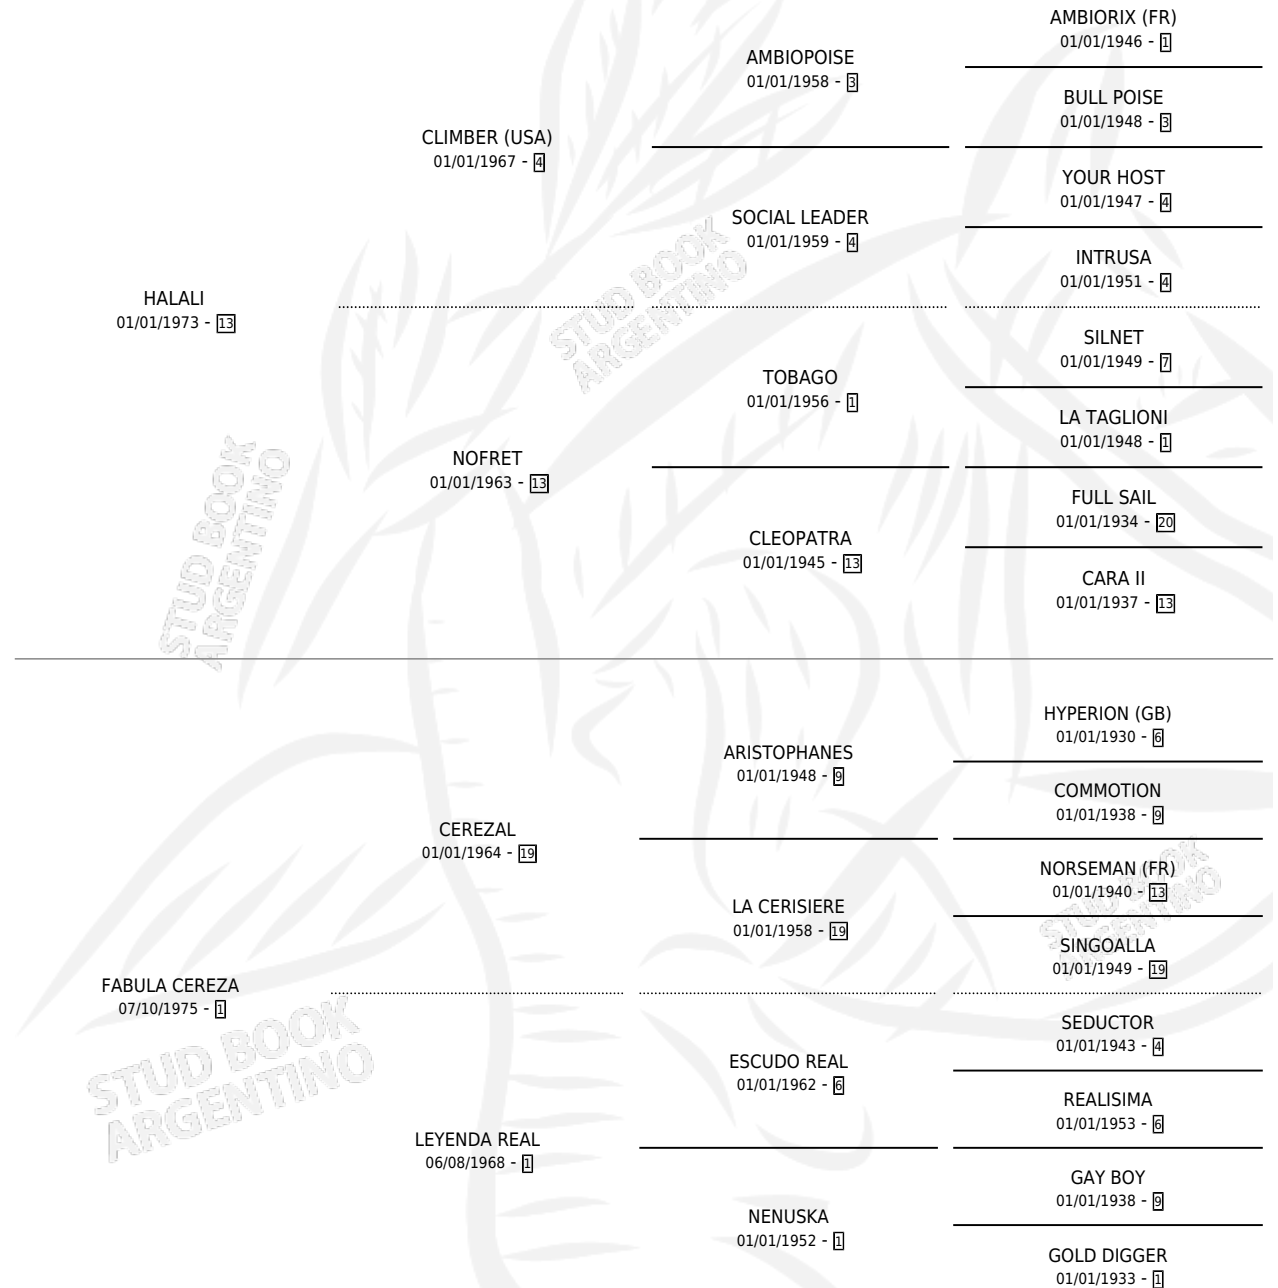 AMBIORIX (FR)
01/01/1946 - 1
AMBIOPOISE
01/01/1958 - 3
BULL POISE
01/01/1948 - 3
CLIMBER (USA)
01/01/1967 - 4
YOUR HOST
01/01/1947 - 4
SOCIAL LEADER
01/01/1959 - 4
INTRUSA
01/01/1951 - 4
HALALI
01/01/1973 - 13
STUD BOOK
ARGENTINO
SILNET
01/01/1949 - 7
TOBAGO
01/01/1956 - 1
LA TAGLIONI
01/01/1948 - 1
NOFRET
01/01/1963 - 13
FULL SAIL
01/01/1934 - 20
CLEOPATRA
01/01/1945 - 13
CARA II
01/01/1937 - 13
STUD BOOK
ARGENTINO
HYPERION (GB)
01/01/1930 - 6
ARISTOPHANES
01/01/1948 - 9
COMMOTION
01/01/1938 - 9
CEREZAL
01/01/1964 - 19
NORSEMAN (FR)
01/01/1940 - 13
LA CERISIERE
01/01/1958 - 19
SINGOALLA
01/01/1949 - 19
STUD BOOK
ARGENTINO
FABULA CEREZA
07/10/1975 - 1
STUD BOOK
ARGENTINO
SEDUCTOR
01/01/1943 - 4
ESCUDO REAL
01/01/1962 - 6
REALISIMA
01/01/1953 - 6
LEYENDA REAL
06/08/1968 - 1
GAY BOY
01/01/1938 - 9
NENUSKA
01/01/1952 - 1
GOLD DIGGER
01/01/1933 - 1